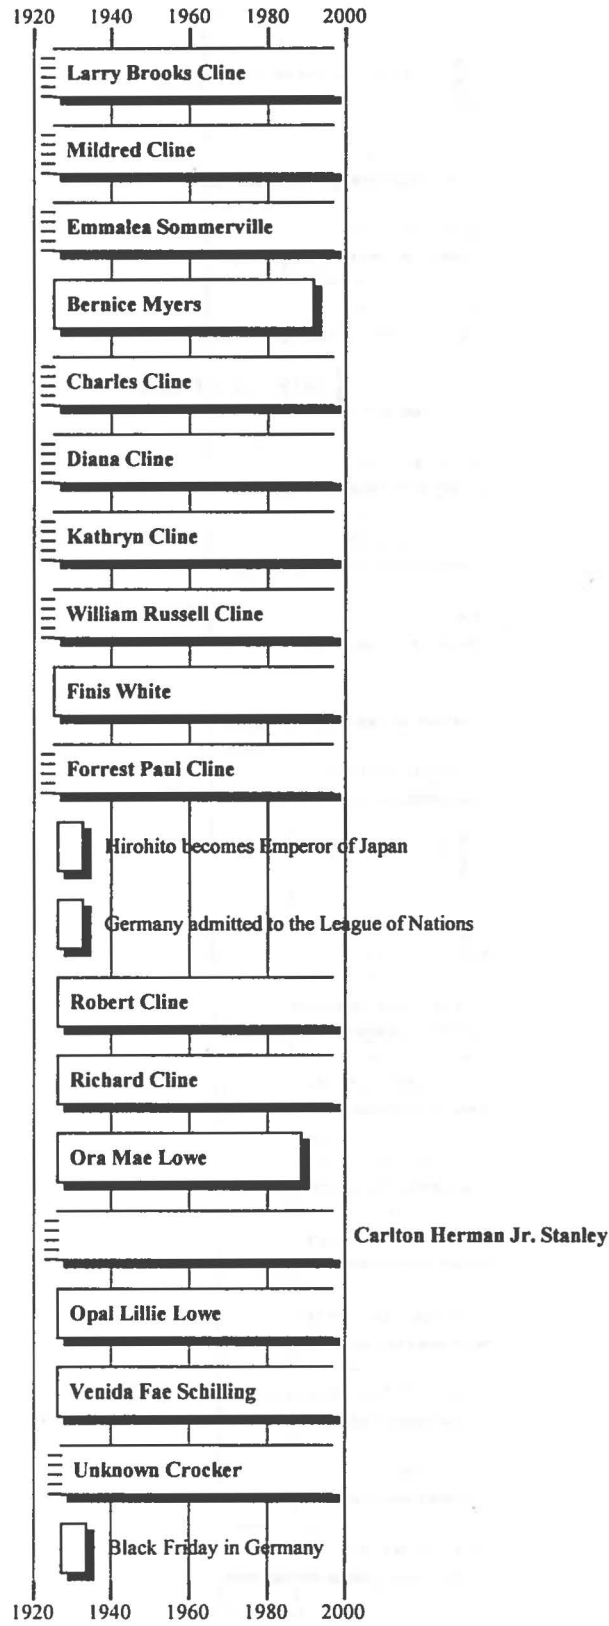 1920 1940 1960 1980 2000
Larry Brooks Cline
Mildred Cline
Emmalea Sommerville
Bernice Myers
Charles Cline
Diana Cline
Kathryn Cline
William Russell Cline
Finis White
Forrest Paul Cline
Hirohito becomes Emperor of Japan
Germany admitted to the League of Nations
Robert Cline
Richard Cline
Ora Mae Lowe
Carlton Herman Jr. Stanley
Opal Lillie Lowe
Venida Fae Schilling
Unknown Crocker
Black Friday in Germany
1920 1940 1960 1980 2000